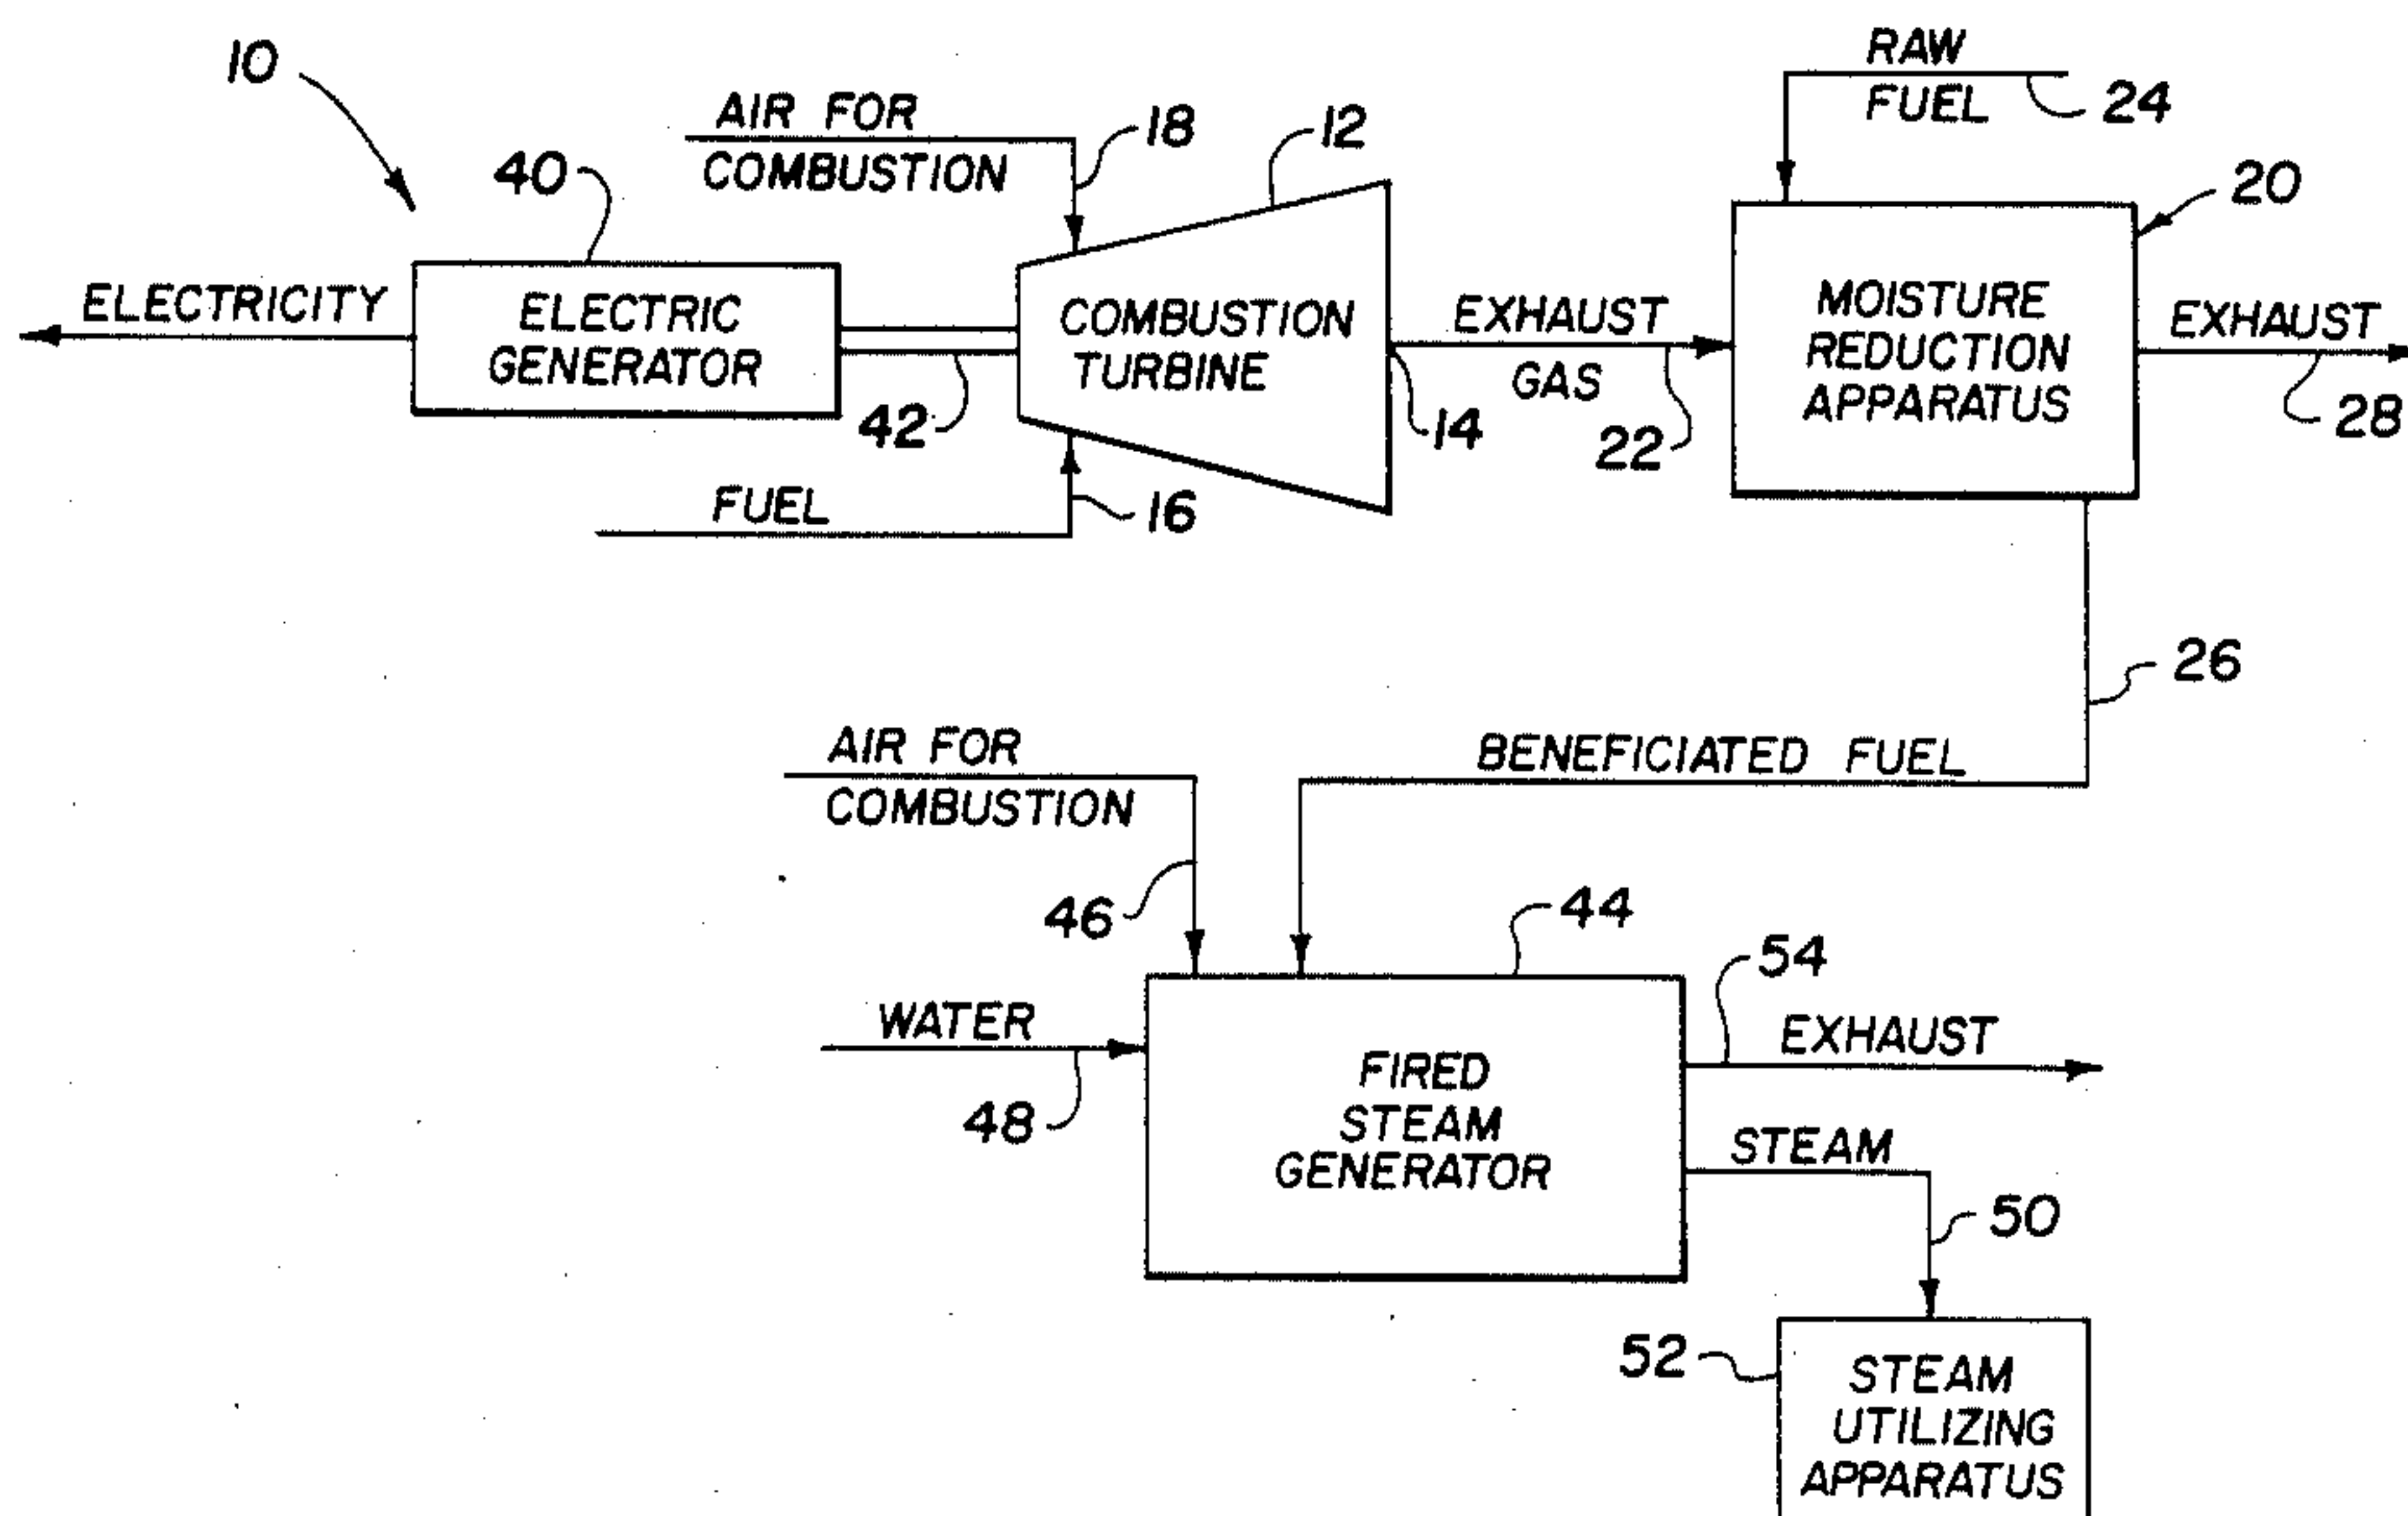 10
AIR FOR
COMBUSTION
18
12
RAW
FUEL
24
40
20
ELECTRICITY
ELECTRIC
GENERATOR
COMBUSTION
TURBINE
EXHAUST
GAS
MOISTURE
REDUCTION
APPARATUS
EXHAUST
42
14
22
28
FUEL
16
26
AIR FOR
COMBUSTION
BENEFICIATED FUEL
46
44
54
WATER
48
FIRED
STEAM
GENERATOR
EXHAUST
STEAM
50
52
STEAM
UTILIZING
APPARATUS